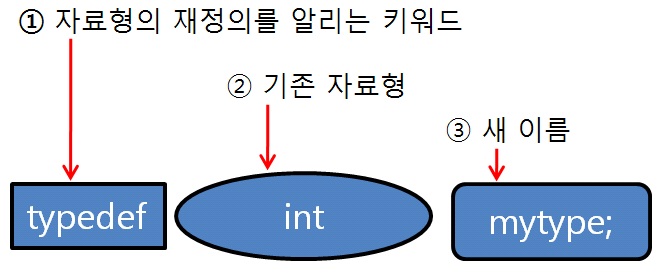 ① 자료형의 재정의를 알리는 키워드
② 기존 자료형
③ 새 이름
typedef
int
mytype;